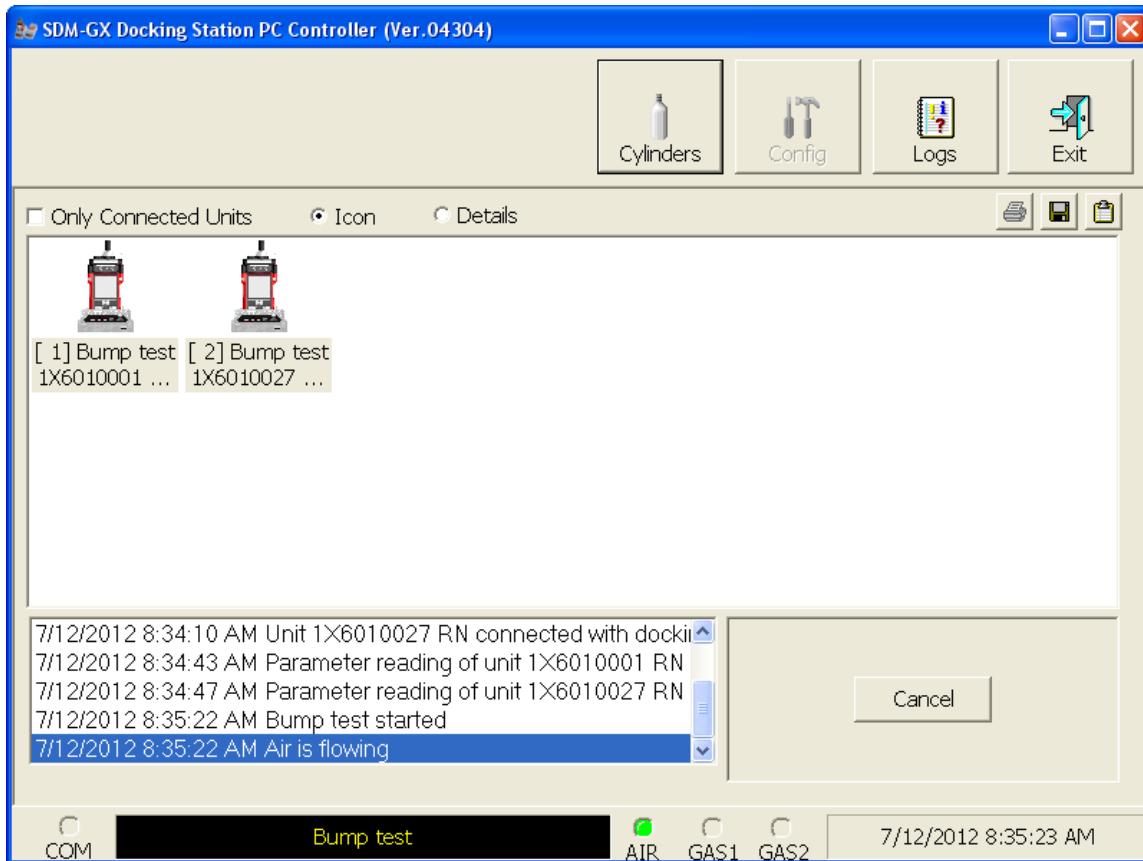 SDM-GX Docking Station PC Controller (Ver.04304)
Cylinders Config Logs Exit
Only Connected Units Icon Details
[ 1] Bump test [ 2] Bump test
1X6010001 ... 1X6010027 ...
7/12/2012 8:34:10 AM Unit 1X6010027 RN connected with dockin
7/12/2012 8:34:43 AM Parameter reading of unit 1X6010001 RN
7/12/2012 8:34:47 AM Parameter reading of unit 1X6010027 RN
7/12/2012 8:35:22 AM Bump test started
7/12/2012 8:35:22 AM Air is flowing
Cancel
COM Bump test AIR GAS1 GAS2 7/12/2012 8:35:23 AM